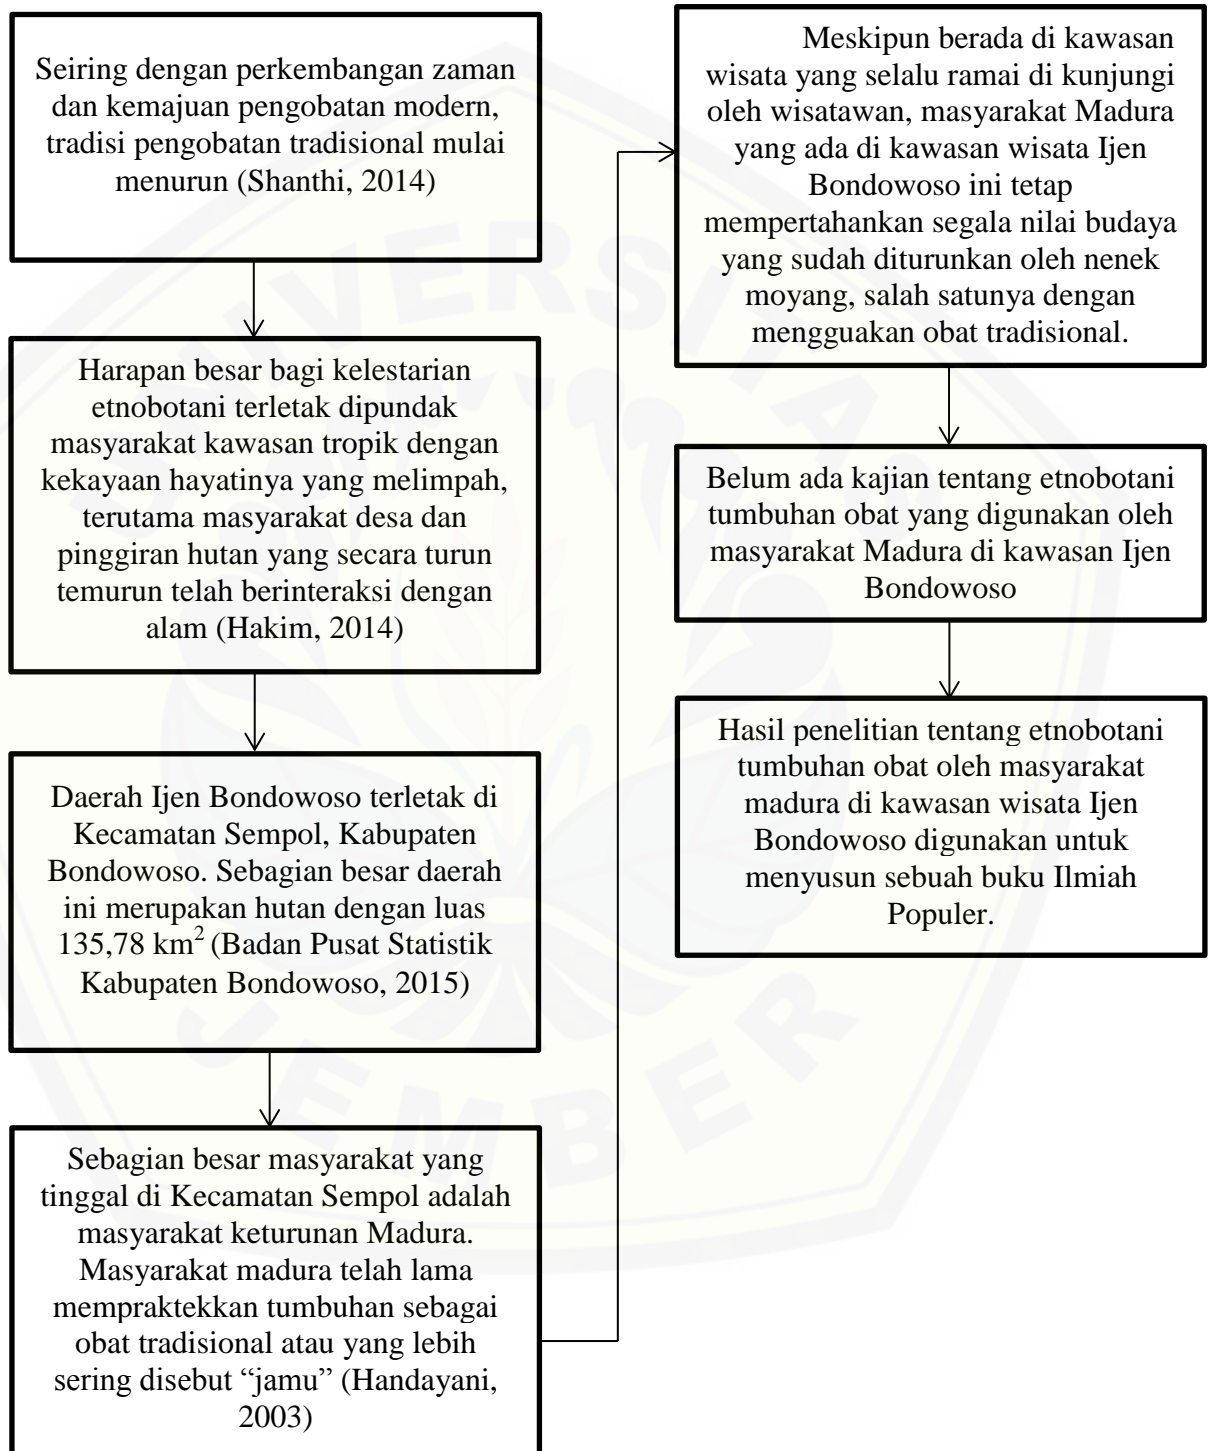 Seiring dengan perkembangan zaman
dan kemajuan pengobatan modern,
tradisi pengobatan tradisional mulai
menurun (Shanthi, 2014)
Harapan besar bagi kelestarian
etnobotani terletak dipundak
masyarakat kawasan tropik dengan
kekayaan hayatinya yang melimpah,
terutama masyarakat desa dan
pinggiran hutan yang secara turun
temurun telah berinteraksi dengan
alam (Hakim, 2014)
Daerah Ijen Bondowoso terletak di
Kecamatan Sempol, Kabupaten
Bondowoso. Sebagian besar daerah
ini merupakan hutan dengan luas
135,78 km² (Badan Pusat Statistik
Kabupaten Bondowoso, 2015)
Sebagian besar masyarakat yang
tinggal di Kecamatan Sempol adalah
masyarakat keturunan Madura.
Masyarakat madura telah lama
mempraktekkan tumbuhan sebagai
obat tradisional atau yang lebih
sering disebut “jamu” (Handayani,
2003)
Meskipun berada di kawasan
wisata yang selalu ramai di kunjungi
oleh wisatawan, masyarakat Madura
yang ada di kawasan wisata Ijen
Bondowoso ini tetap
mempertahankan segala nilai budaya
yang sudah diturunkan oleh nenek
moyang, salah satunya dengan
mengguakan obat tradisional.
Belum ada kajian tentang etnobotani
tumbuhan obat yang digunakan oleh
masyarakat Madura di kawasan Ijen
Bondowoso
Hasil penelitian tentang etnobotani
tumbuhan obat oleh masyarakat
madura di kawasan wisata Ijen
Bondowoso digunakan untuk
menyusun sebuah buku Ilmiah
Populer.
UNIVERSITAS
JEMBER